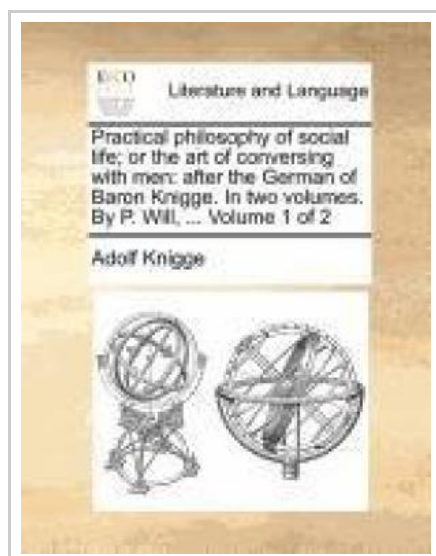 ECCO
Literature and Language
Practical philosophy of social
life; or the art of conversing
with men: after the German of
Baron Knigge. In two volumes.
By P. Will, ... Volume 1 of 2
Adolf Knigge